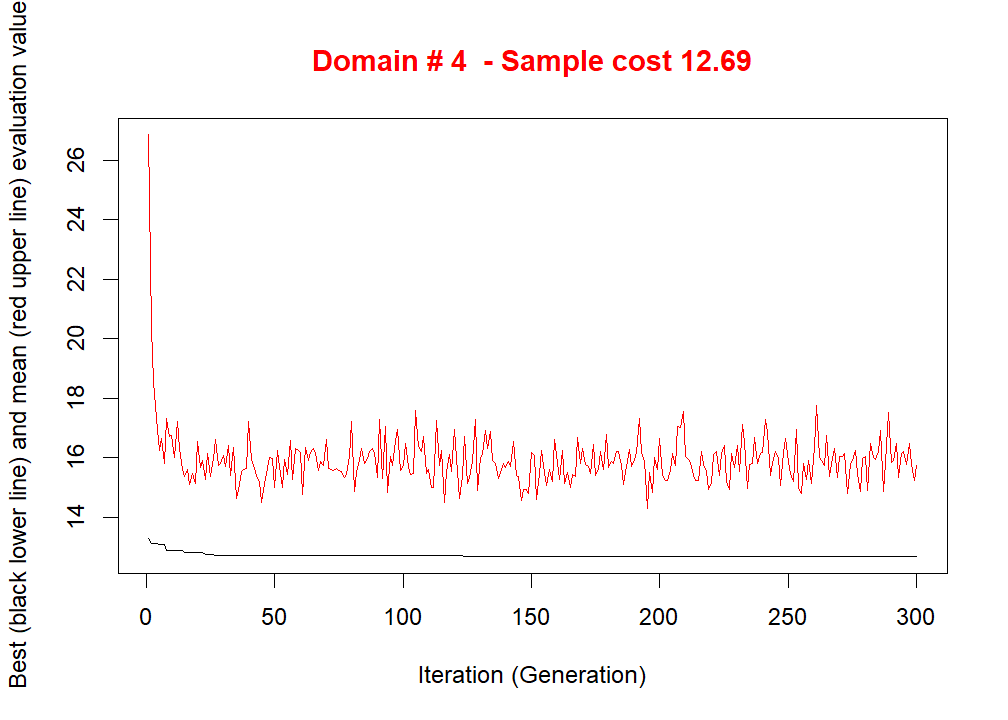 Domain # 4 - Sample cost 12.69
Best (black lower line) and mean (red upper line) evaluation value
26
24
22
20
18
16
14
0 50 100 150 200 250 300
Iteration (Generation)